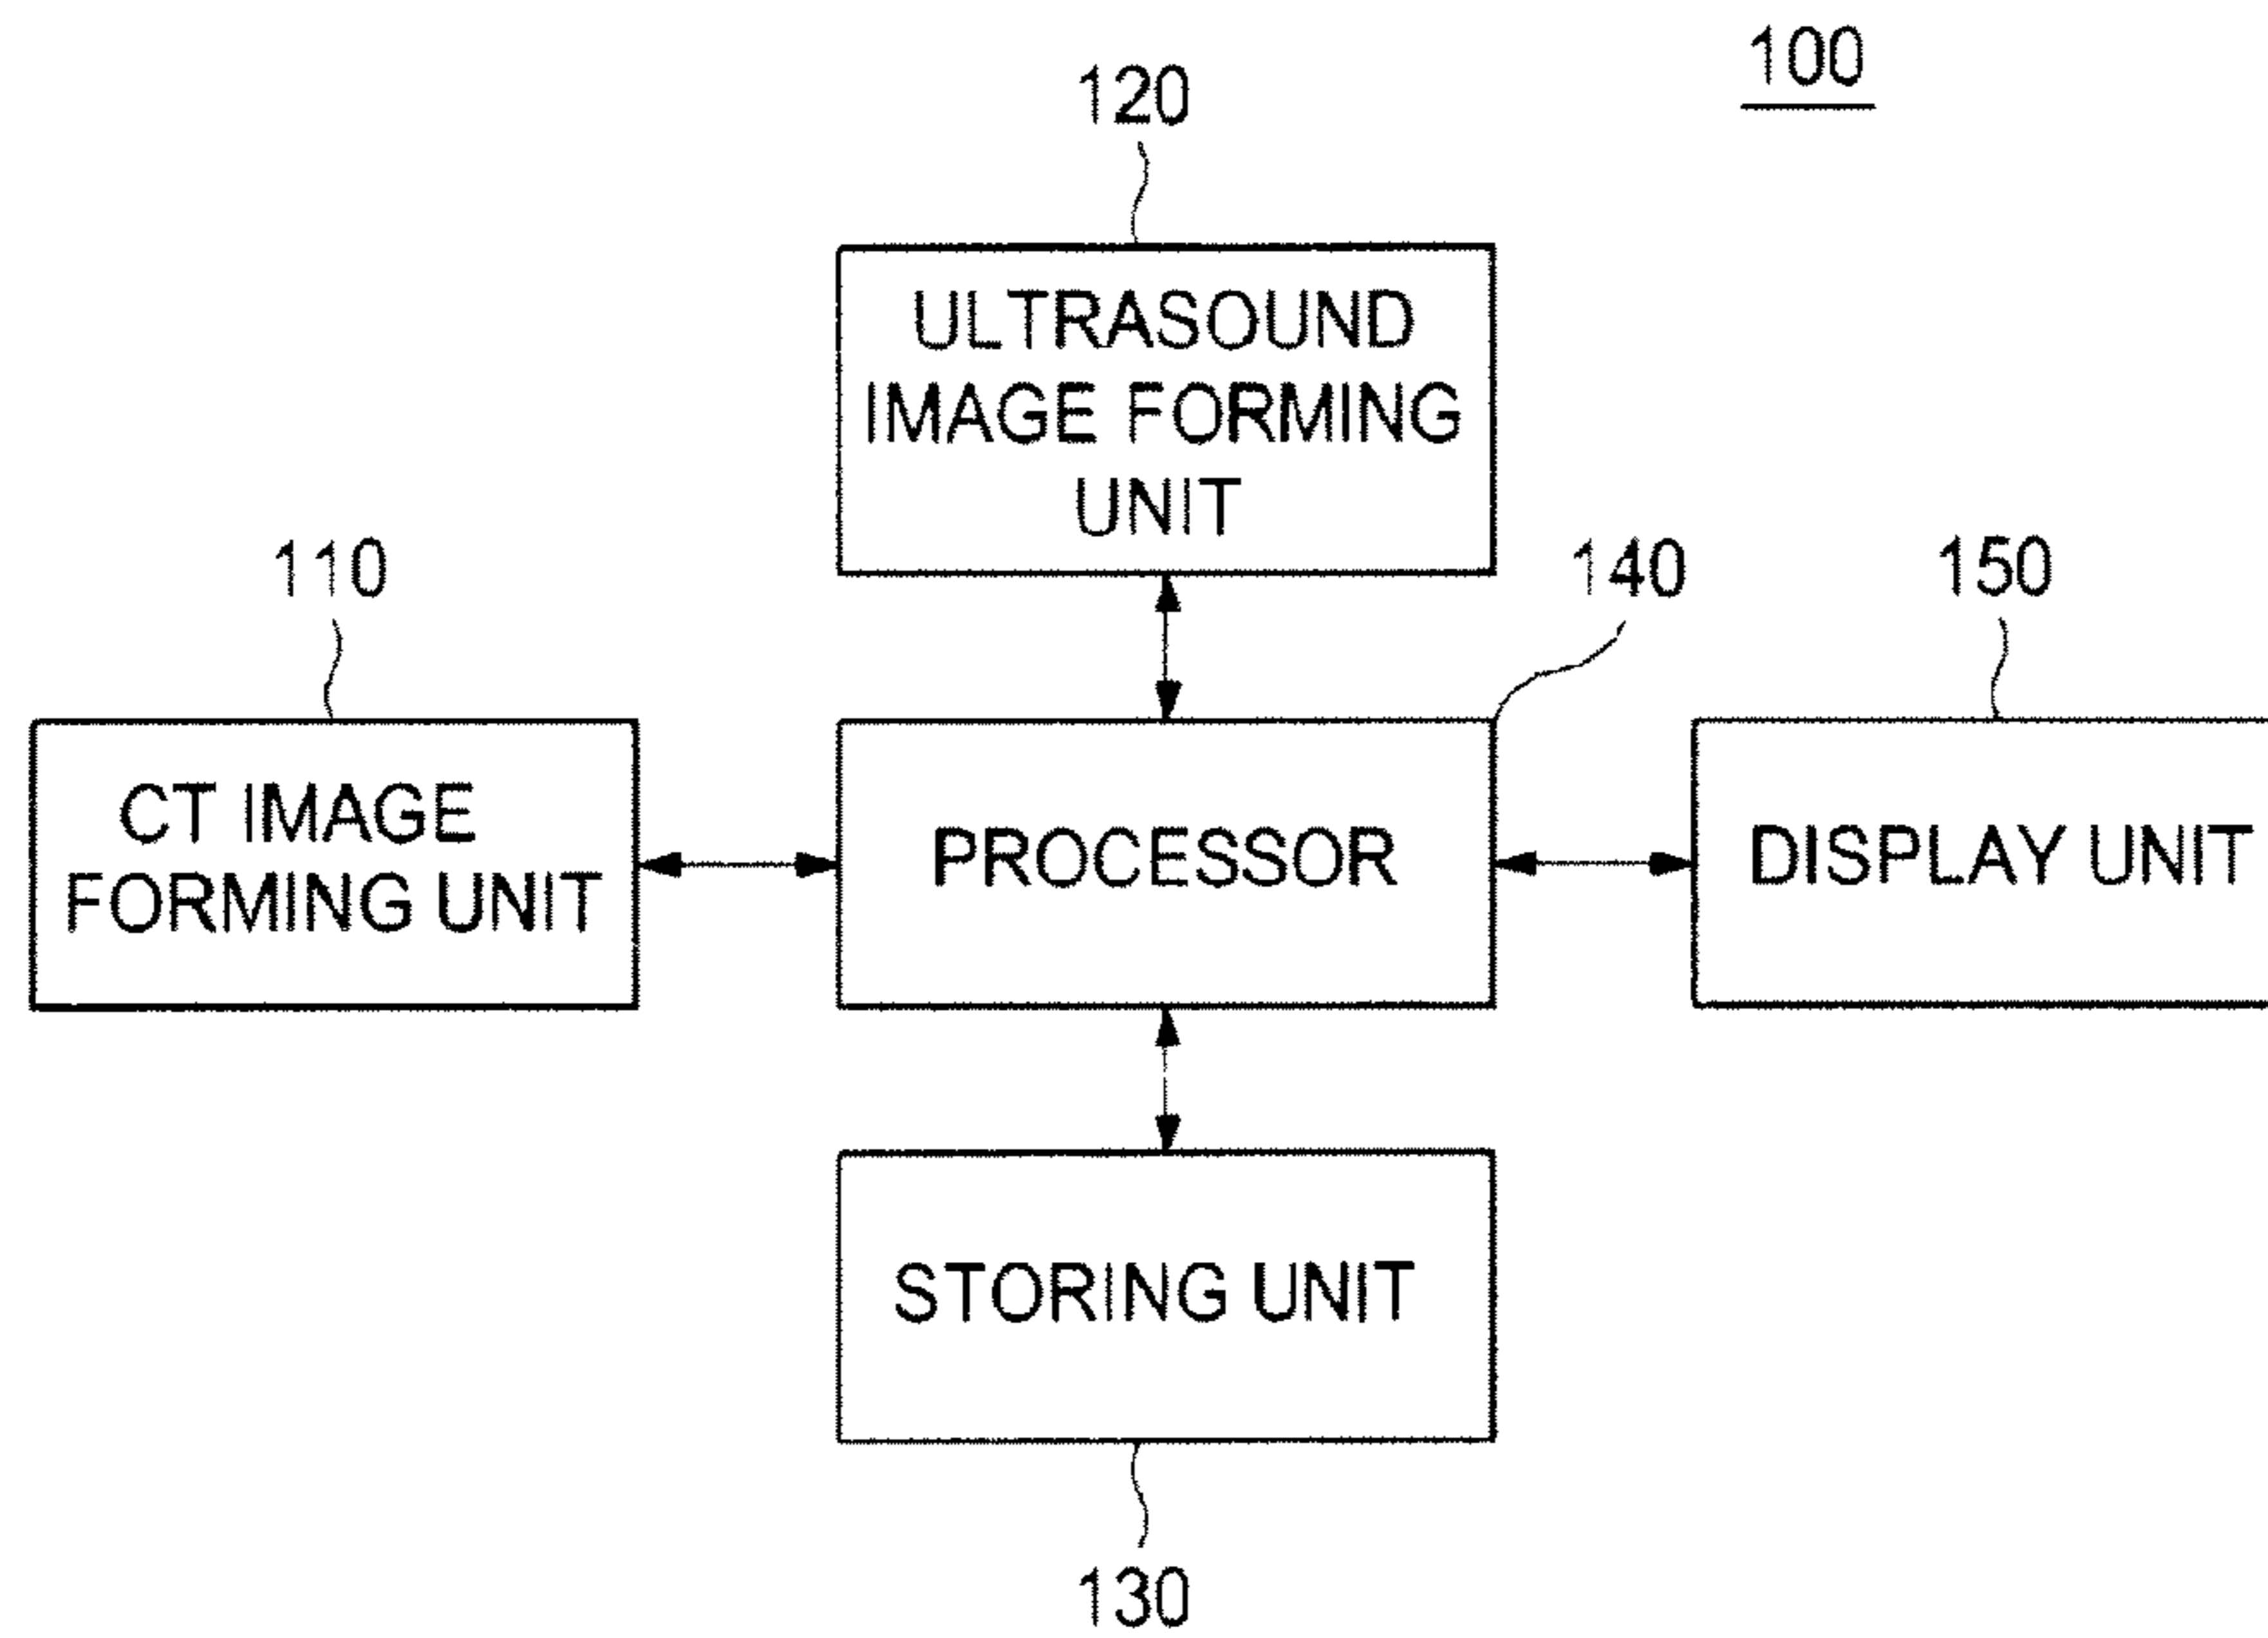 100
120
ULTRASOUND
IMAGE FORMING
UNIT
110
140
150
CT IMAGE
FORMING UNIT
PROCESSOR
DISPLAY UNIT
STORING UNIT
130